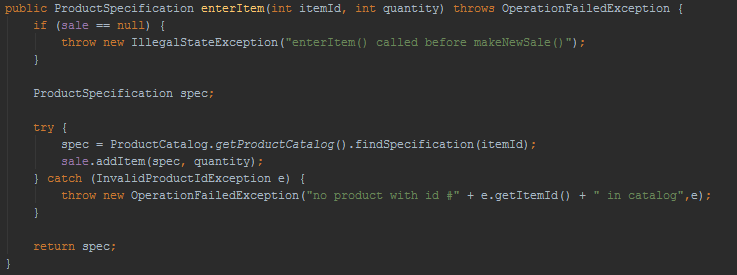 public ProductSpecification enterItem(int itemId, int quantity) throws OperationFailedException {
    if (sale == null) {
        throw new IllegalStateException("enterItem() called before makeNewSale()");
    }

    ProductSpecification spec;

    try {
        spec = ProductCatalog.getProductCatalog().findSpecification(itemId);
        sale.addItem(spec, quantity);
    } catch (InvalidProductIdException e) {
        throw new OperationFailedException("no product with id #" + e.getItemId() + " in catalog",e);
    }

    return spec;
}